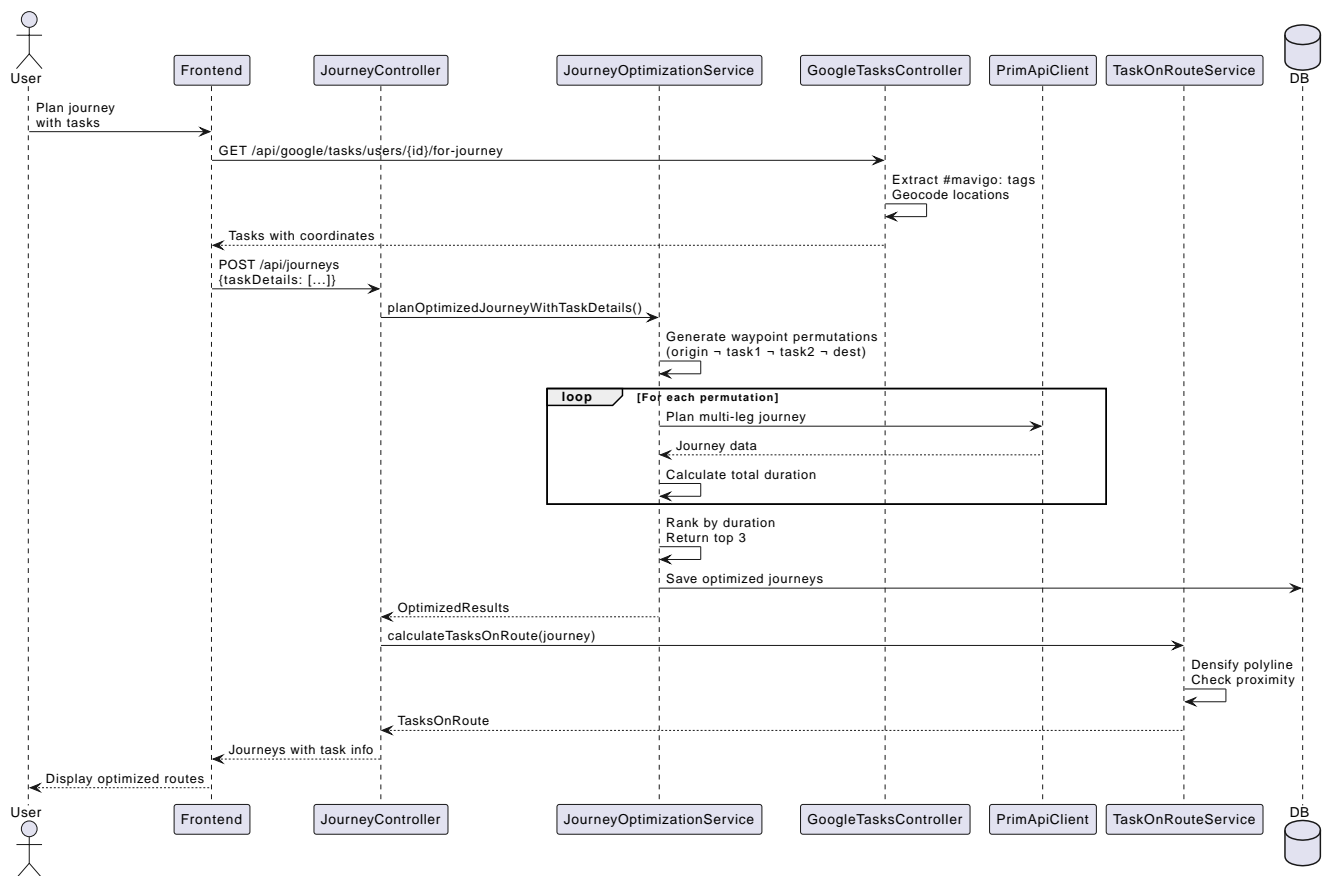 User
Frontend
JourneyController
JourneyOptimizationService
GoogleTasksController
PrimApiClient
TaskOnRouteService
DB
Plan journey
with tasks
GET /api/google/tasks/users/{id}/for-journey
Extract #mavigo: tags
Geocode locations
Tasks with coordinates
POST /api/journeys
{taskDetails: [...]}
planOptimizedJourneyWithTaskDetails()
Generate waypoint permutations
(origin ¬ task1 ¬ task2 ¬ dest)
loop
[For each permutation]
Plan multi-leg journey
Journey data
Calculate total duration
Rank by duration
Return top 3
Save optimized journeys
OptimizedResults
calculateTasksOnRoute(journey)
Densify polyline
Check proximity
TasksOnRoute
Journeys with task info
Display optimized routes
User
Frontend
JourneyController
JourneyOptimizationService
GoogleTasksController
PrimApiClient
TaskOnRouteService
DB